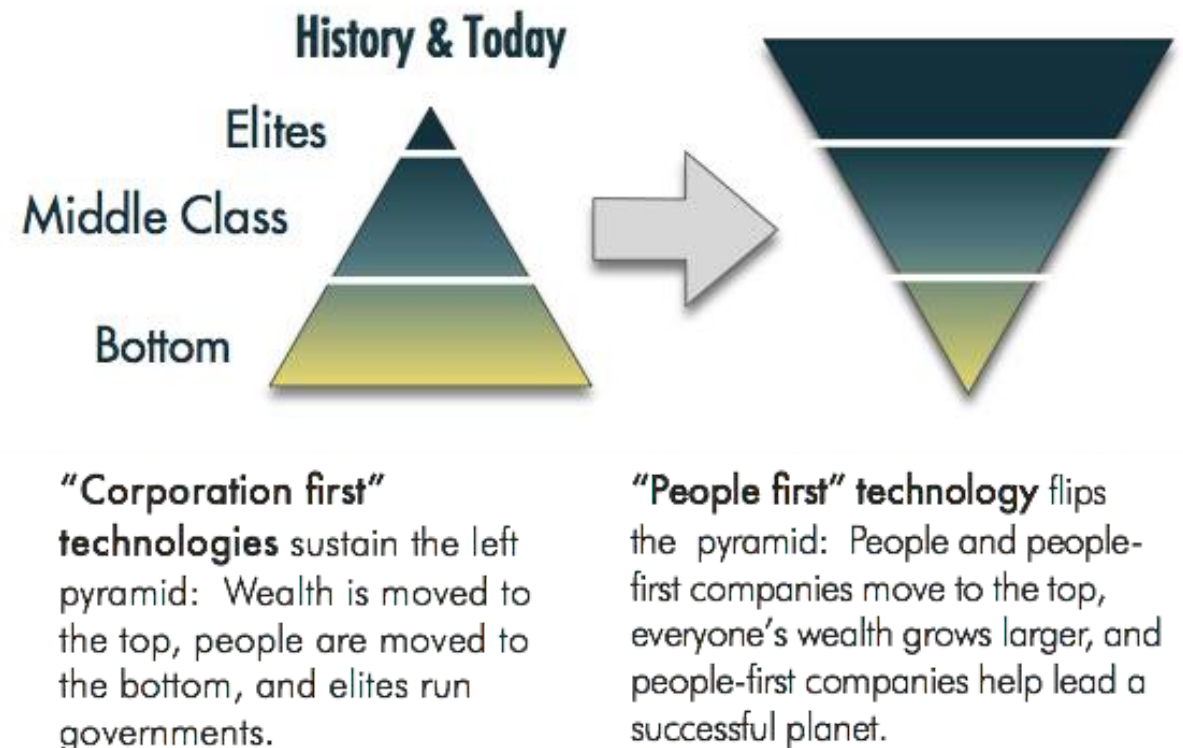 History & Today
Elites
Middle Class
Bottom
“Corporation first”
technologies sustain the left
pyramid: Wealth is moved to
the top, people are moved to
the bottom, and elites run
governments.
“People first” technology flips
the pyramid: People and people-
first companies move to the top,
everyone’s wealth grows larger, and
people-first companies help lead a
successful planet.